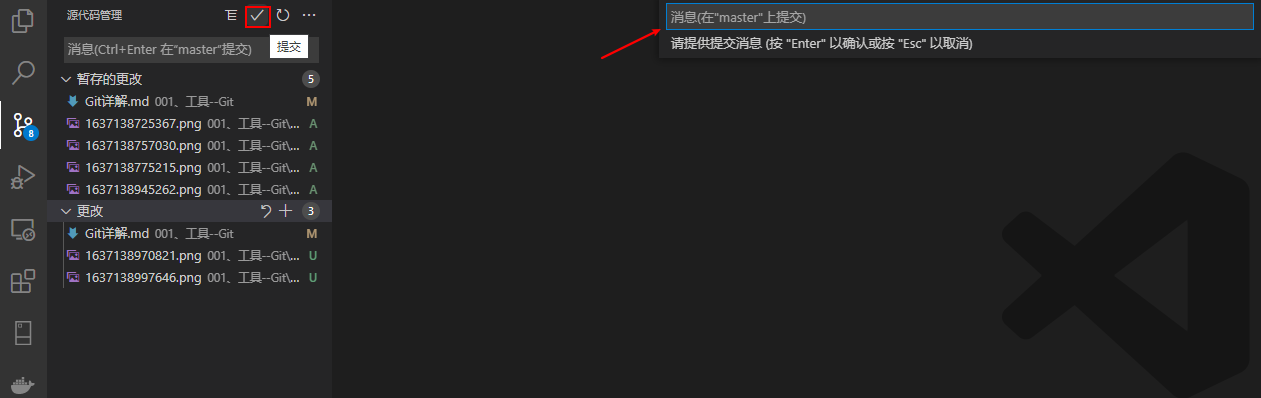 源代码管理
消息(Ctrl+Enter 在"master"提交)
提交
暂存的更改 5
Git详解.md 001、工具--Git M
1637138725367.png 001、工具--Git\... A
1637138757030.png 001、工具--Git\... A
1637138775215.png 001、工具--Git\... A
1637138945262.png 001、工具--Git\... A
更改 3
Git详解.md 001、工具--Git M
1637138970821.png 001、工具--Git\... U
1637138997646.png 001、工具--Git\... U
8
消息(在"master"上提交)
请提供提交消息 (按 "Enter" 以确认或按 "Esc" 以取消)